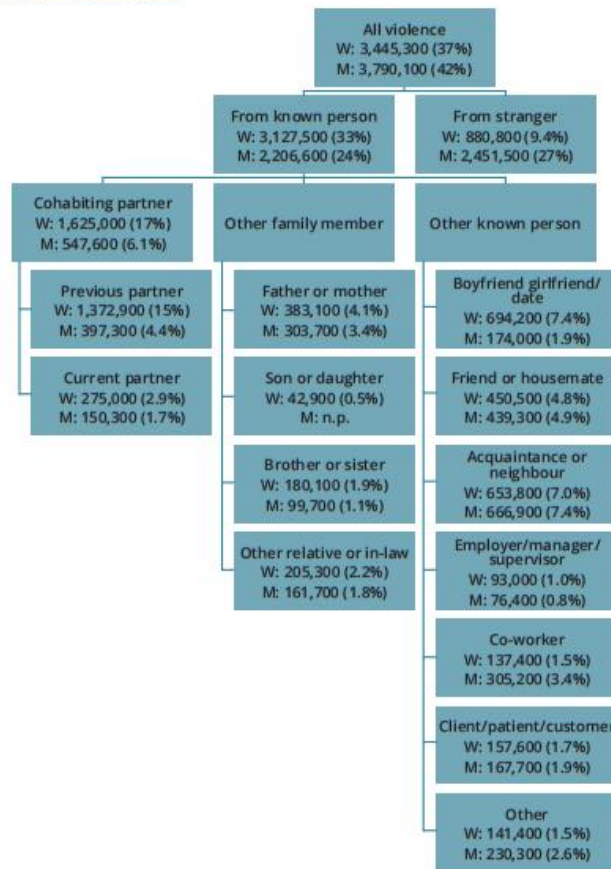 All violence
W: 3,445,300 (37%)
M: 3,790,100 (42%)
From known person
W: 3,127,500 (33%)
M: 2,206,600 (24%)
From stranger
W: 880,800 (9.4%)
M: 2,451,500 (27%)
Cohabiting partner
W: 1,625,000 (17%)
M: 547,600 (6.1%)
Other family member
Other known person
Previous partner
W: 1,372,900 (15%)
M: 397,300 (4.4%)
Current partner
W: 275,000 (2.9%)
M: 150,300 (1.7%)
Father or mother
W: 383,100 (4.1%)
M: 303,700 (3.4%)
Son or daughter
W: 42,900 (0.5%)
M: n.p.
Brother or sister
W: 180,100 (1.9%)
M: 99,700 (1.1%)
Other relative or in-law
W: 205,300 (2.2%)
M: 161,700 (1.8%)
Boyfriend girlfriend/
date
W: 694,200 (7.4%)
M: 174,000 (1.9%)
Friend or housemate
W: 450,500 (4.8%)
M: 439,300 (4.9%)
Acquaintance or
neighbour
W: 653,800 (7.0%)
M: 666,900 (7.4%)
Employer/manager/
supervisor
W: 93,000 (1.0%)
M: 76,400 (0.8%)
Co-worker
W: 137,400 (1.5%)
M: 305,200 (3.4%)
Client/patient/customer
W: 157,600 (1.7%)
M: 167,700 (1.9%)
Other
W: 141,400 (1.5%)
M: 230,300 (2.6%)